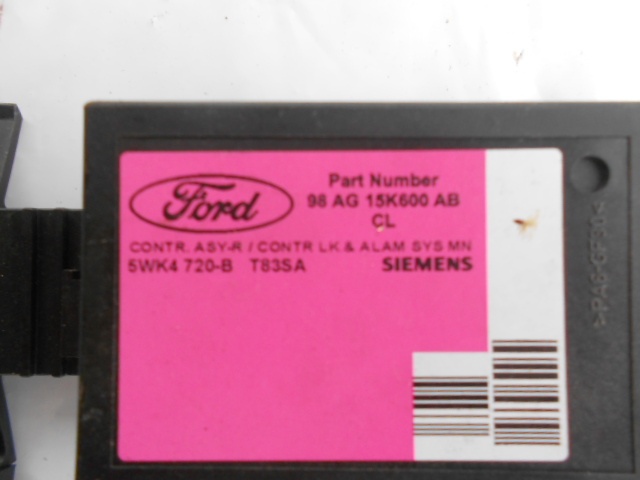 Ford
Part Number
98 AG 15K600 AB
CL
CONTR. ASY-R / CONTR LK & ALAM SYS MN
5WK4 720-B T83SA
SIEMENS